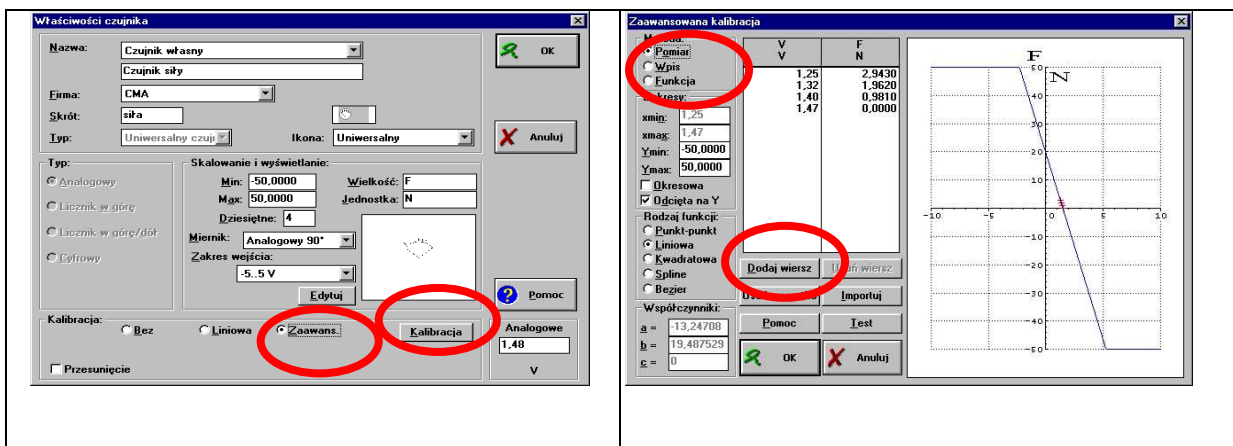 Właściwości czujnika
Nazwa: Czujnik własny
Czujnik siły
Firma: CMA
Skrót: siła
Typ: Uniwersalny czuji Ikona: Uniwersalny
OK
Anuluj
Typ:
Analogowy
Licznik w górę
Licznik w górę/dół
Cyfrowy
Skalowanie i wyświetlanie:
Min: -50,0000 Wielkość: F
Max: 50,0000 Jednostka: N
Dziesiętne: 4
Miernik: Analogowy 90°
Zakres wejścia:
-5..5 V
Edytuj
Pomoc
Kalibracja:
Bez Liniowa Zaawans. Kalibracja
Przesunięcie
Analogowe
1,48
V
Zaawansowana kalibracja
Pomiar
Wpis
Funkcja
xmin: 1,25
xmax: 1,47
Ymin: -50,0000
Ymax: 50,0000
Okresowa
Odcięta na Y
Rodzaj funkcji:
Punkt-punkt
Liniowa
Kwadratowa
Spline
Bezier
Współczynniki:
a = -13,24708
b = 19,487529
c = 0
V F
V N
1,25 2,9430
1,32 1,9620
1,40 0,9810
1,47 0,0000
Dodaj wiersz Usuń wiersz
Importuj
Pomoc Test
OK Anuluj
F
N
50
40
30
20
10
-10 -5 0 5 10
-10
-20
-30
-40
-50